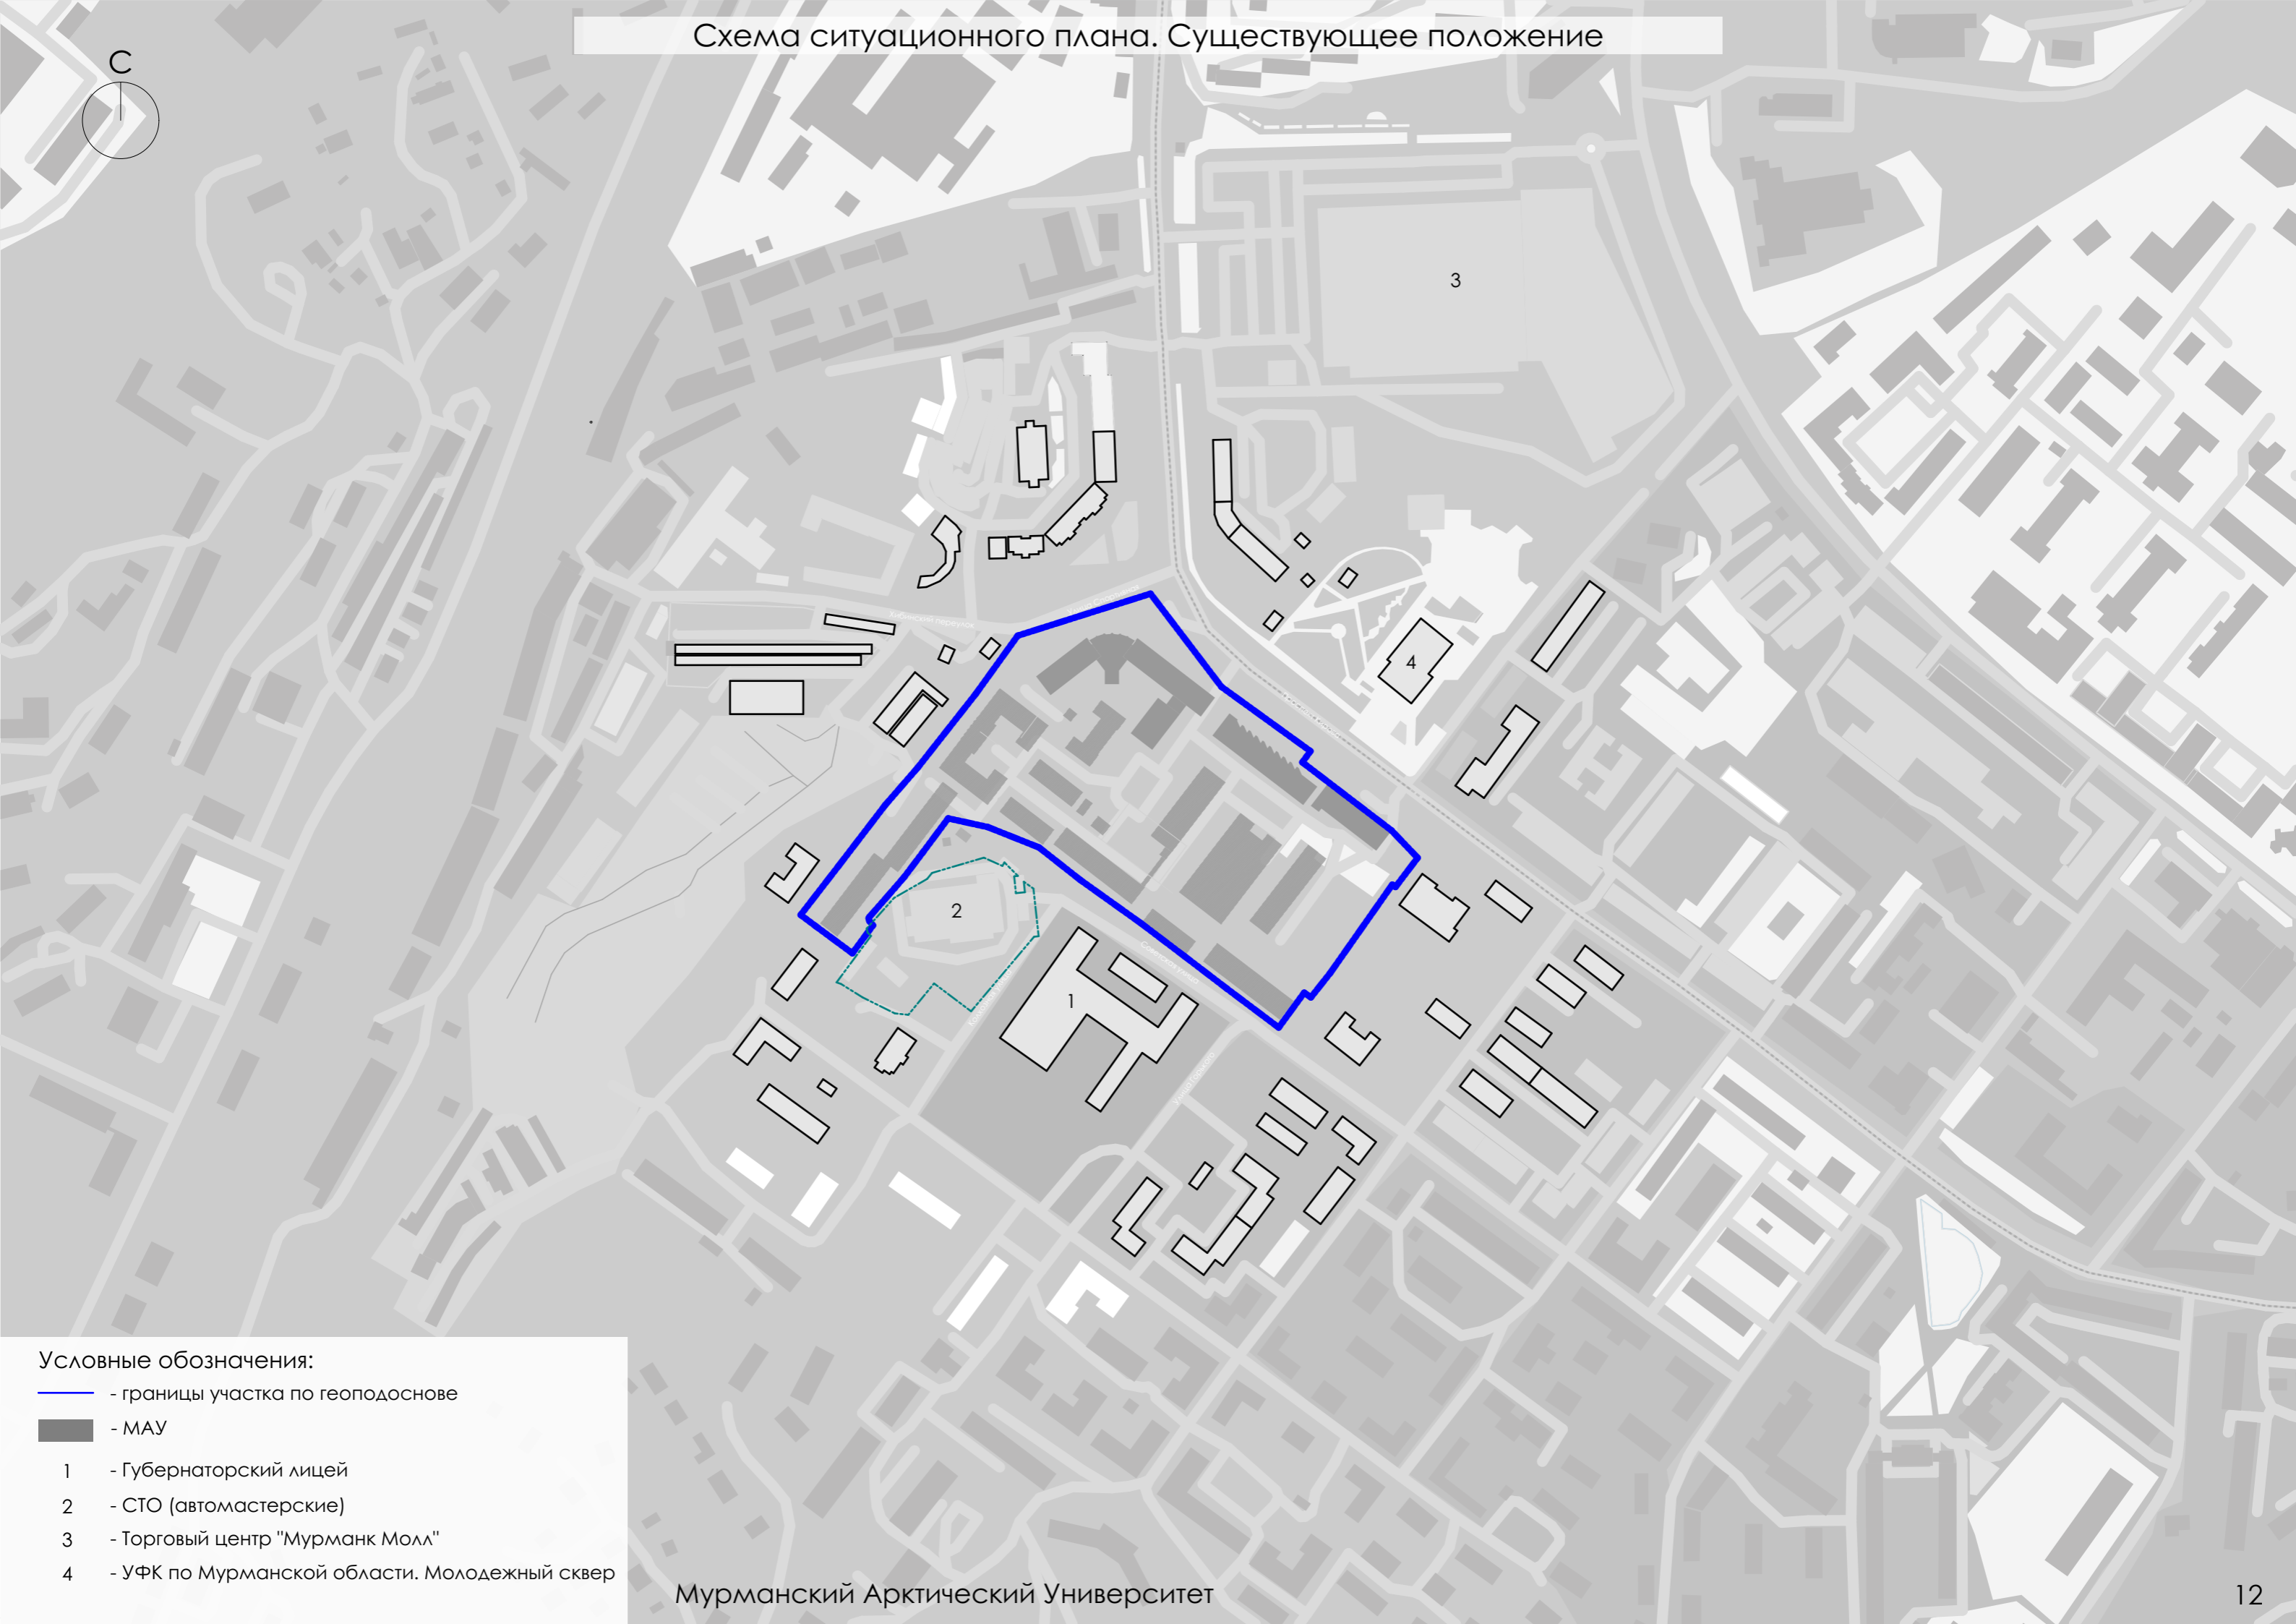 Схема ситуационного плана. Существующее положение
С
3
4
2
1
Условные обозначения:
- границы участка по геоподоснове
- МАУ
1 - Губернаторский лицей
2 - СТО (автомастерские)
3 - Торговый центр "Мурманк Молл"
4 - УФК по Мурманской области. Молодежный сквер
Мурманский Арктический Университет
12